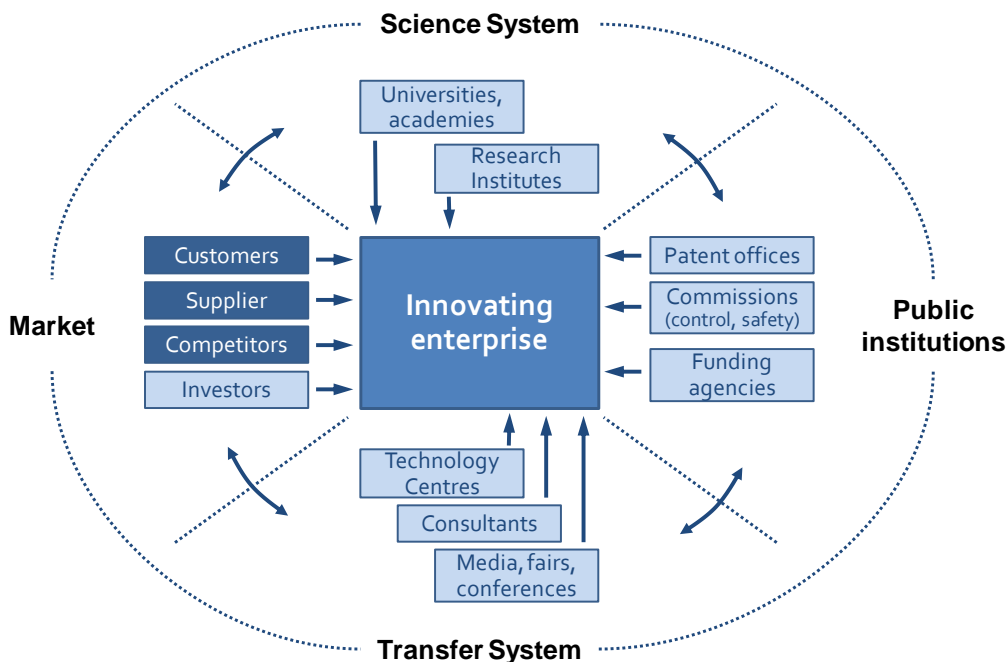 Science System
Universities,
academies
Research
Institutes
Market
Customers
Supplier
Competitors
Investors
Innovating
enterprise
Patent offices
Commissions
(control, safety)
Funding
agencies
Public
institutions
Technology
Centres
Consultants
Media, fairs,
conferences
Transfer System